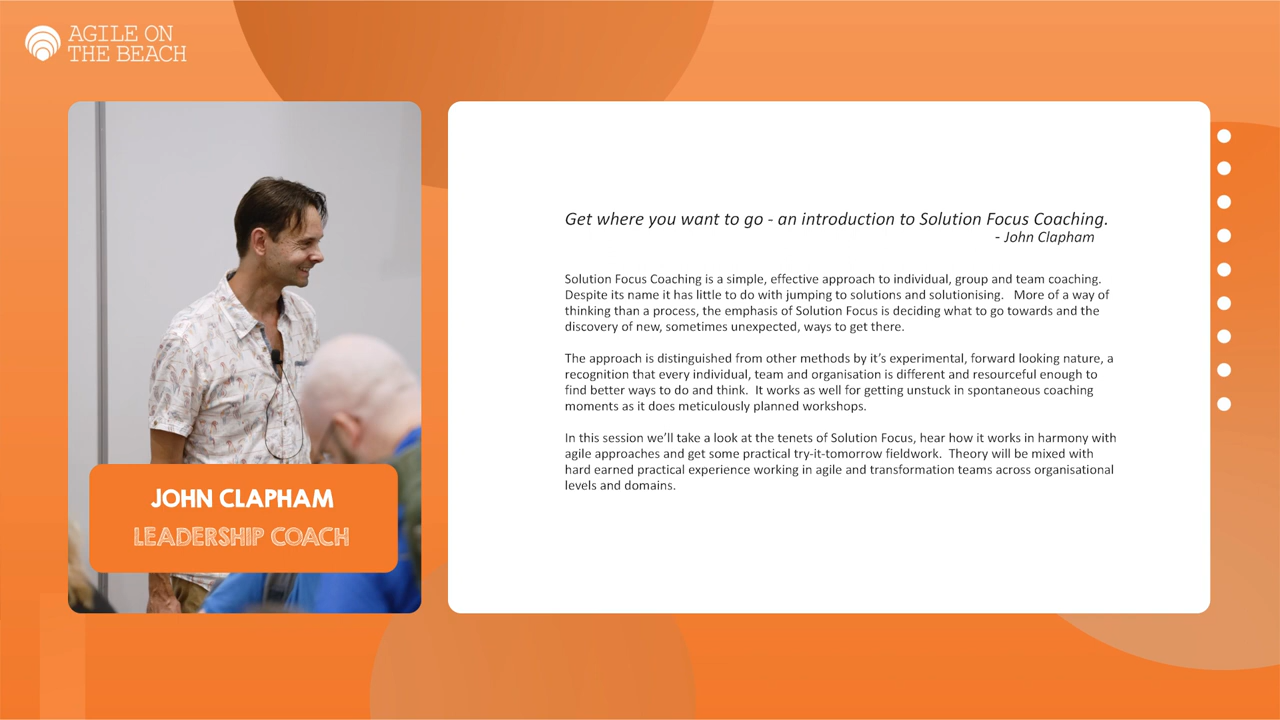 AGILE ON
THE BEACH
JOHN CLAPHAM
LEADERSHIP COACH
Get where you want to go - an introduction to Solution Focus Coaching.
- John Clapham
Solution Focus Coaching is a simple, effective approach to individual, group and team coaching.
Despite its name it has little to do with jumping to solutions and solutionising.   More of a way of
thinking than a process, the emphasis of Solution Focus is deciding what to go towards and the
discovery of new, sometimes unexpected, ways to get there.
The approach is distinguished from other methods by it's experimental, forward looking nature, a
recognition that every individual, team and organisation is different and resourceful enough to
find better ways to do and think.  It works as well for getting unstuck in spontaneous coaching
moments as it does meticulously planned workshops.
In this session we'll take a look at the tenets of Solution Focus, hear how it works in harmony with
agile approaches and get some practical try-it-tomorrow fieldwork.  Theory will be mixed with
hard earned practical experience working in agile and transformation teams across organisational
levels and domains.